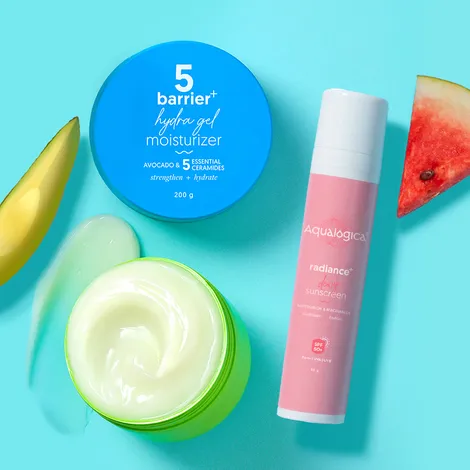 5
barrier+
hydra gel
moisturizer
AVOCADO & 5 ESSENTIAL
CERAMIDES
strengthen + hydrate
200 g
Aqualogica
radiance+
sunscreen
SPF
50+